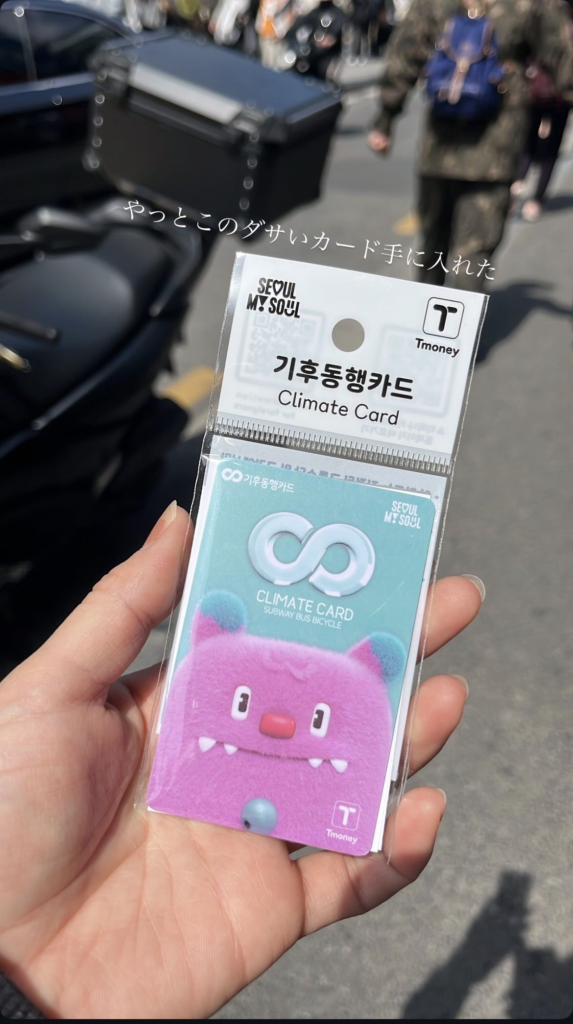 やっとこのダサいカード手に入れた
SEOUL
MY SOUL
T
Tmoney
기후동행카드
Climate Card
기후동행카드
SEOUL
MY SOUL
CLIMATE CARD
SUBWAY BUS BICYCLE
T
Tmoney